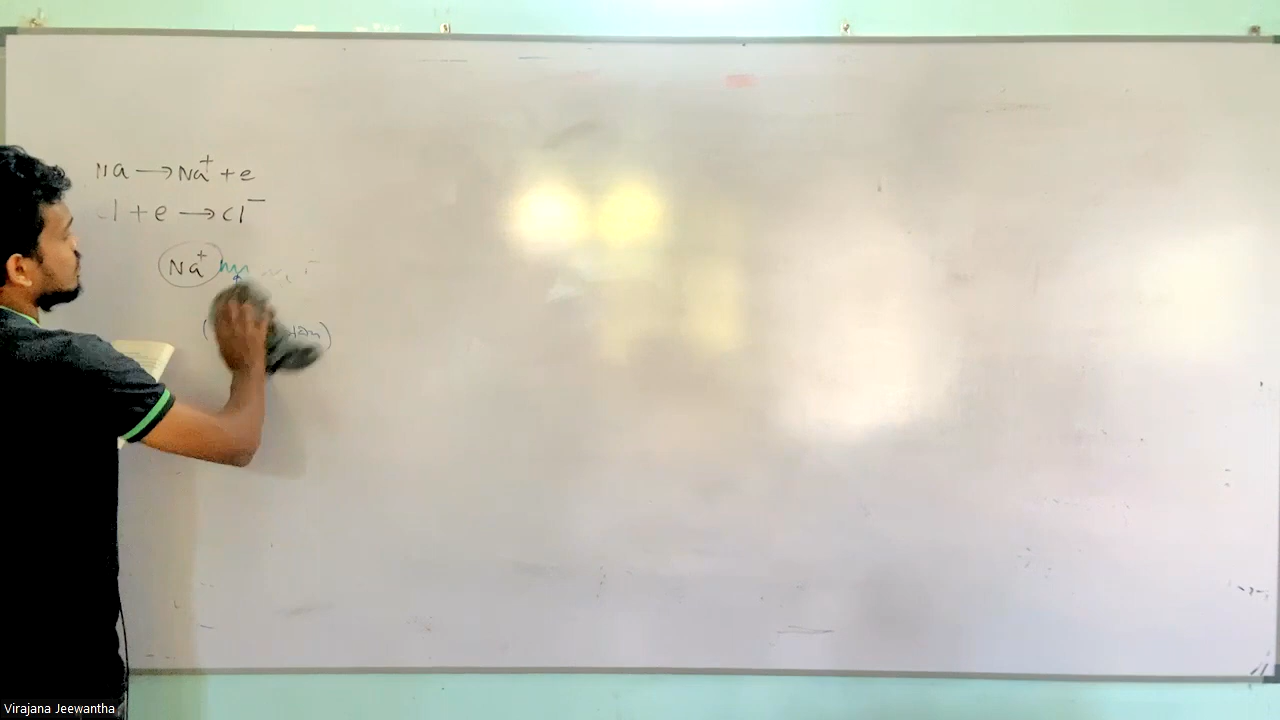 Na → Na⁺ + e
Cl + e → Cl⁻
Na⁺
Virajana Jeewantha